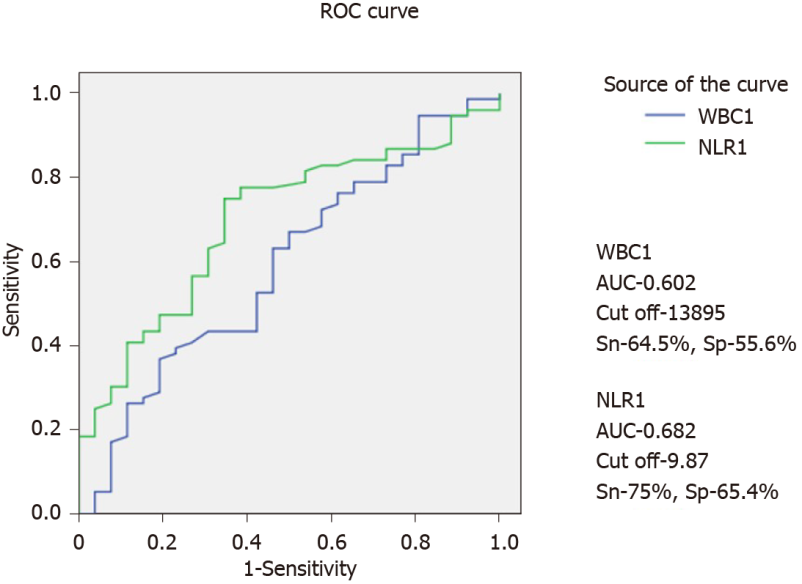 ROC curve
Source of the curve
WBC1
NLR1
Sensitivity
1.0
0.8
0.6
0.4
0.2
0.0
0 0.2 0.4 0.6 0.8 1.0
1-Sensitivity
WBC1
AUC-0.602
Cut off-13895
Sn-64.5%, Sp-55.6%
NLR1
AUC-0.682
Cut off-9.87
Sn-75%, Sp-65.4%